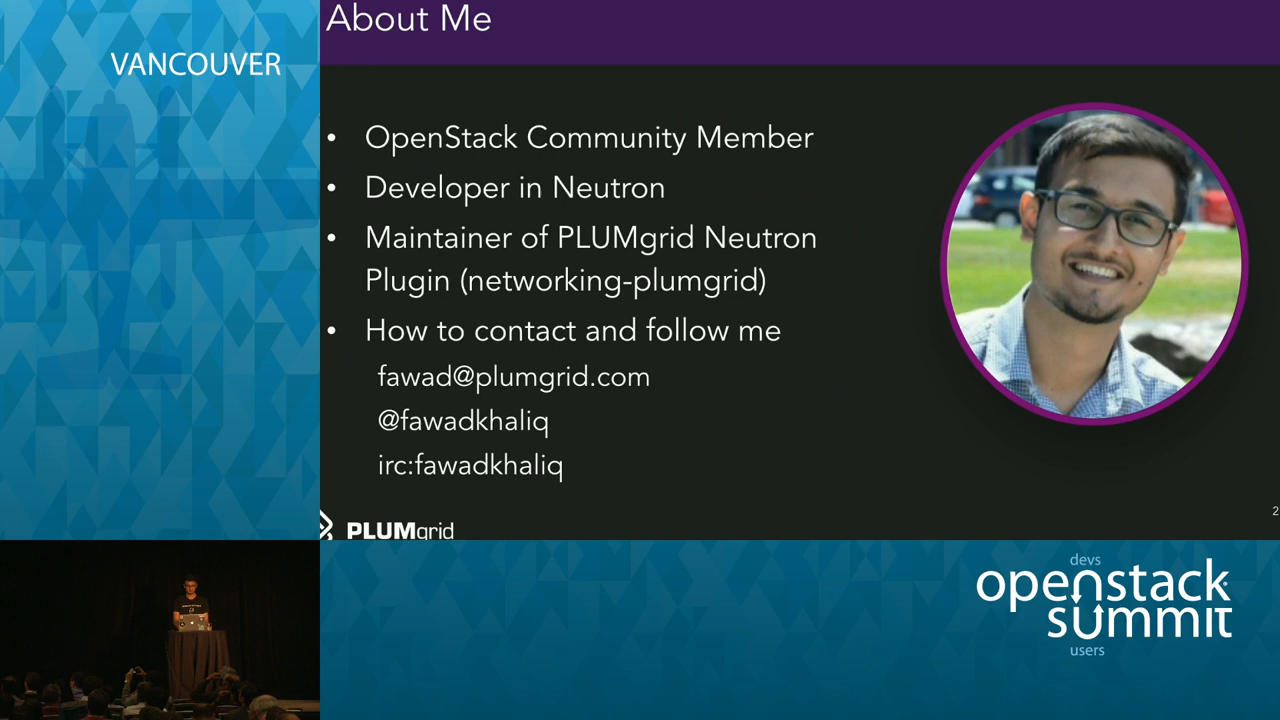 VANCOUVER
About Me
• OpenStack Community Member
• Developer in Neutron
• Maintainer of PLUMgrid Neutron
Plugin (networking-plumgrid)
• How to contact and follow me
fawad@plumgrid.com
@fawadkhaliq
irc:fawadkhaliq
PLUMgrid
2
devs
openstack
summit
users